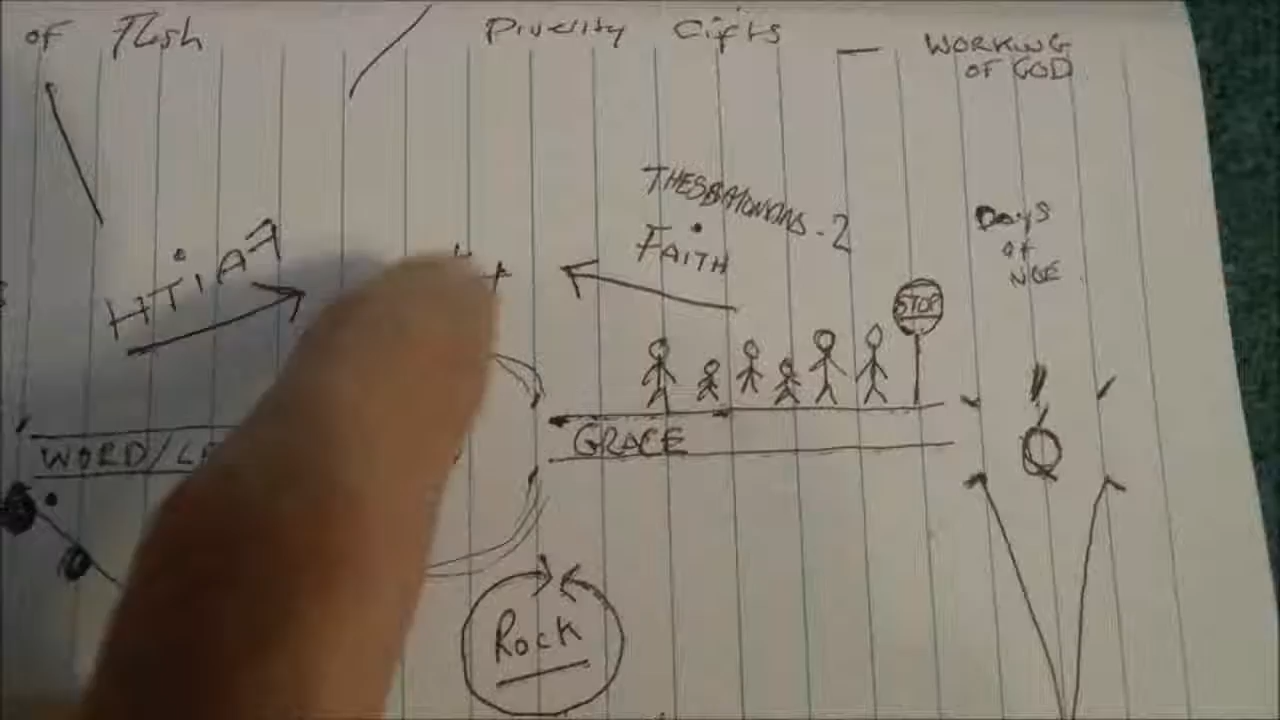 of Flesh
Diversity Gifts
WORKING
OF GOD
THESSALONIANS-2
FAITH
HTIAF
Days
of
NOE
STOP
WORD/
GRACE
Rock